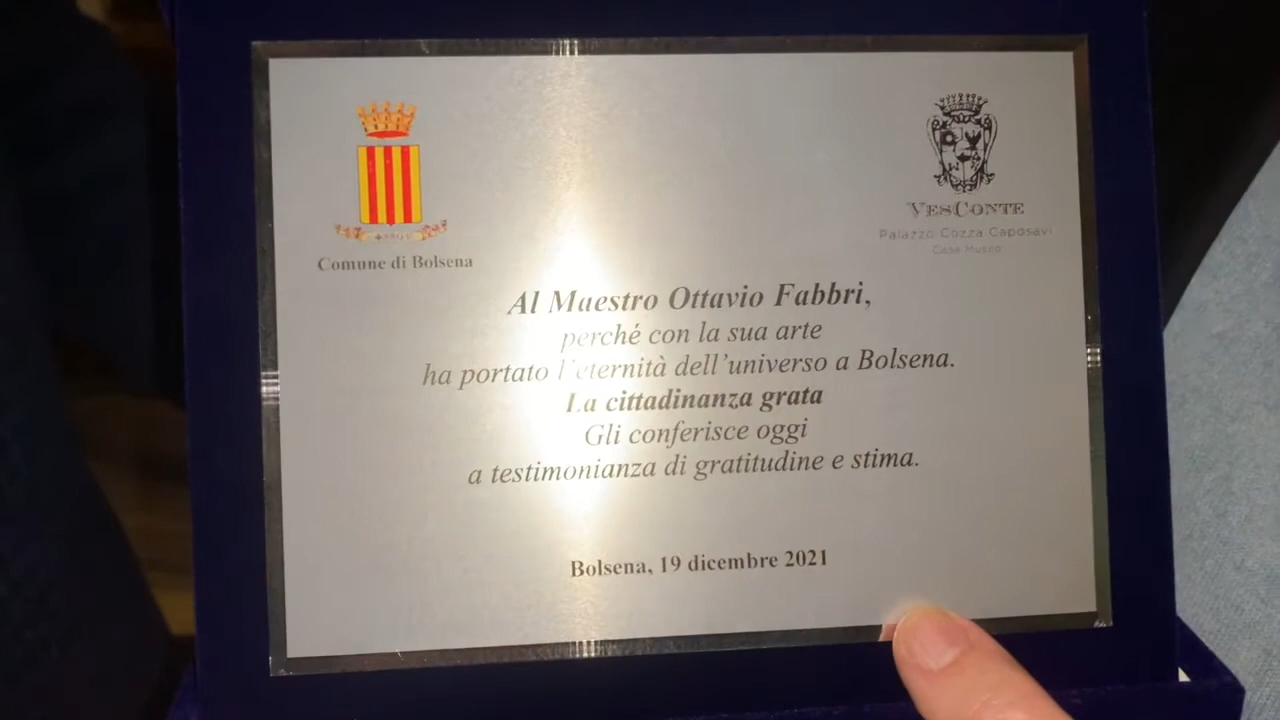 Comune di Bolsena
VESCONTE
Palazzo Cozza Caposavi
Casa Museo
Al Maestro Ottavio Fabbri,
perché con la sua arte
ha portato l'eternità dell'universo a Bolsena.
La cittadinanza grata
Gli conferisce oggi
a testimonianza di gratitudine e stima.
Bolsena, 19 dicembre 2021